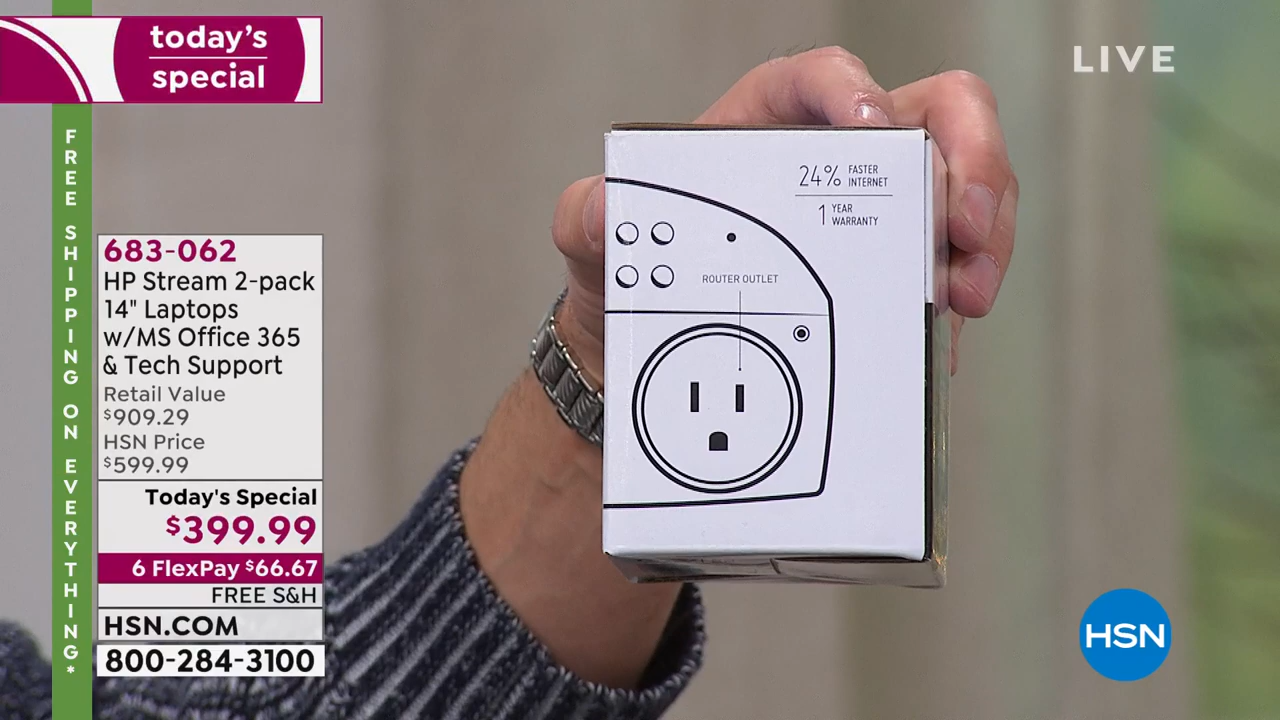 today's
special
LIVE
FREE SHIPPING ON EVERYTHING*
683-062
HP Stream 2-pack
14" Laptops
w/MS Office 365
& Tech Support
Retail Value
$909.29
HSN Price
$599.99
Today's Special
$399.99
6 FlexPay $66.67
FREE S&H
HSN.COM
800-284-3100
24% FASTER
INTERNET
1 YEAR
WARRANTY
ROUTER OUTLET
HSN